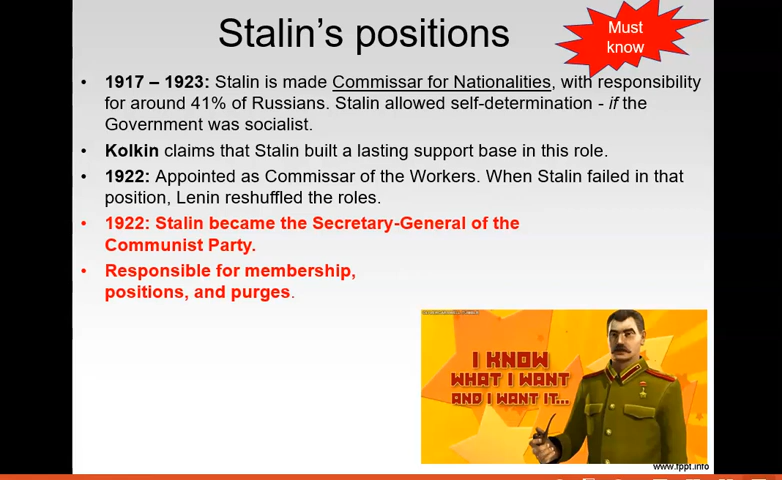 Stalin's positions
Must
know
• 1917 – 1923: Stalin is made Commissar for Nationalities, with responsibility
for around 41% of Russians. Stalin allowed self-determination - if the
Government was socialist.
• Kolkin claims that Stalin built a lasting support base in this role.
• 1922: Appointed as Commissar of the Workers. When Stalin failed in that
position, Lenin reshuffled the roles.
• 1922: Stalin became the Secretary-General of the
Communist Party.
• Responsible for membership,
positions, and purges.
I KNOW
WHAT I WANT
AND I WANT IT...
www.fppt.info